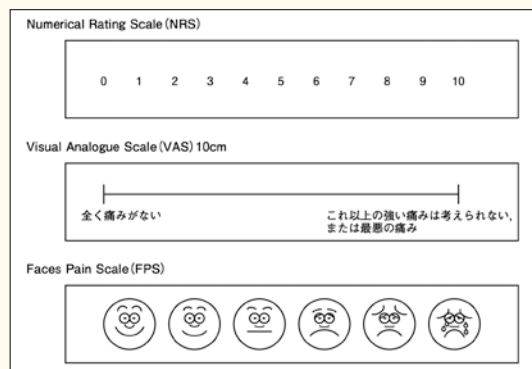 Numerical Rating Scale(NRS)
0 1 2 3 4 5 6 7 8 9 10
Visual Analogue Scale(VAS)10cm
全く痛みがない
これ以上の強い痛みは考えられない,
または最悪の痛み
Faces Pain Scale(FPS)